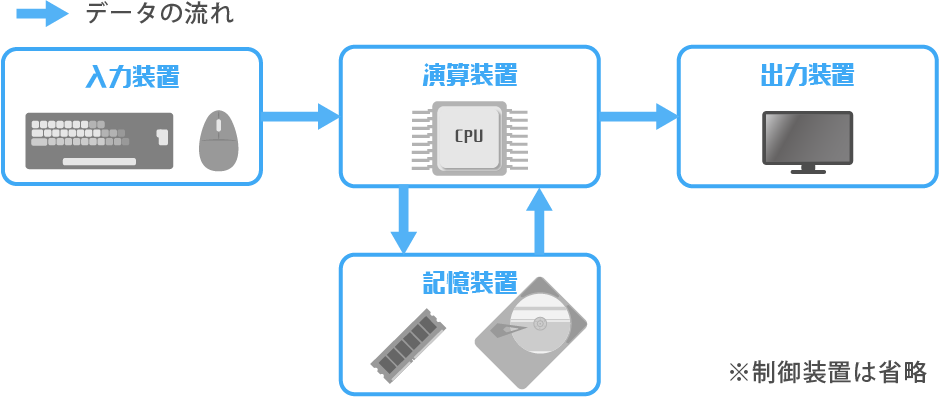 データの流れ
入力装置
演算装置
CPU
出力装置
記憶装置
※制御装置は省略